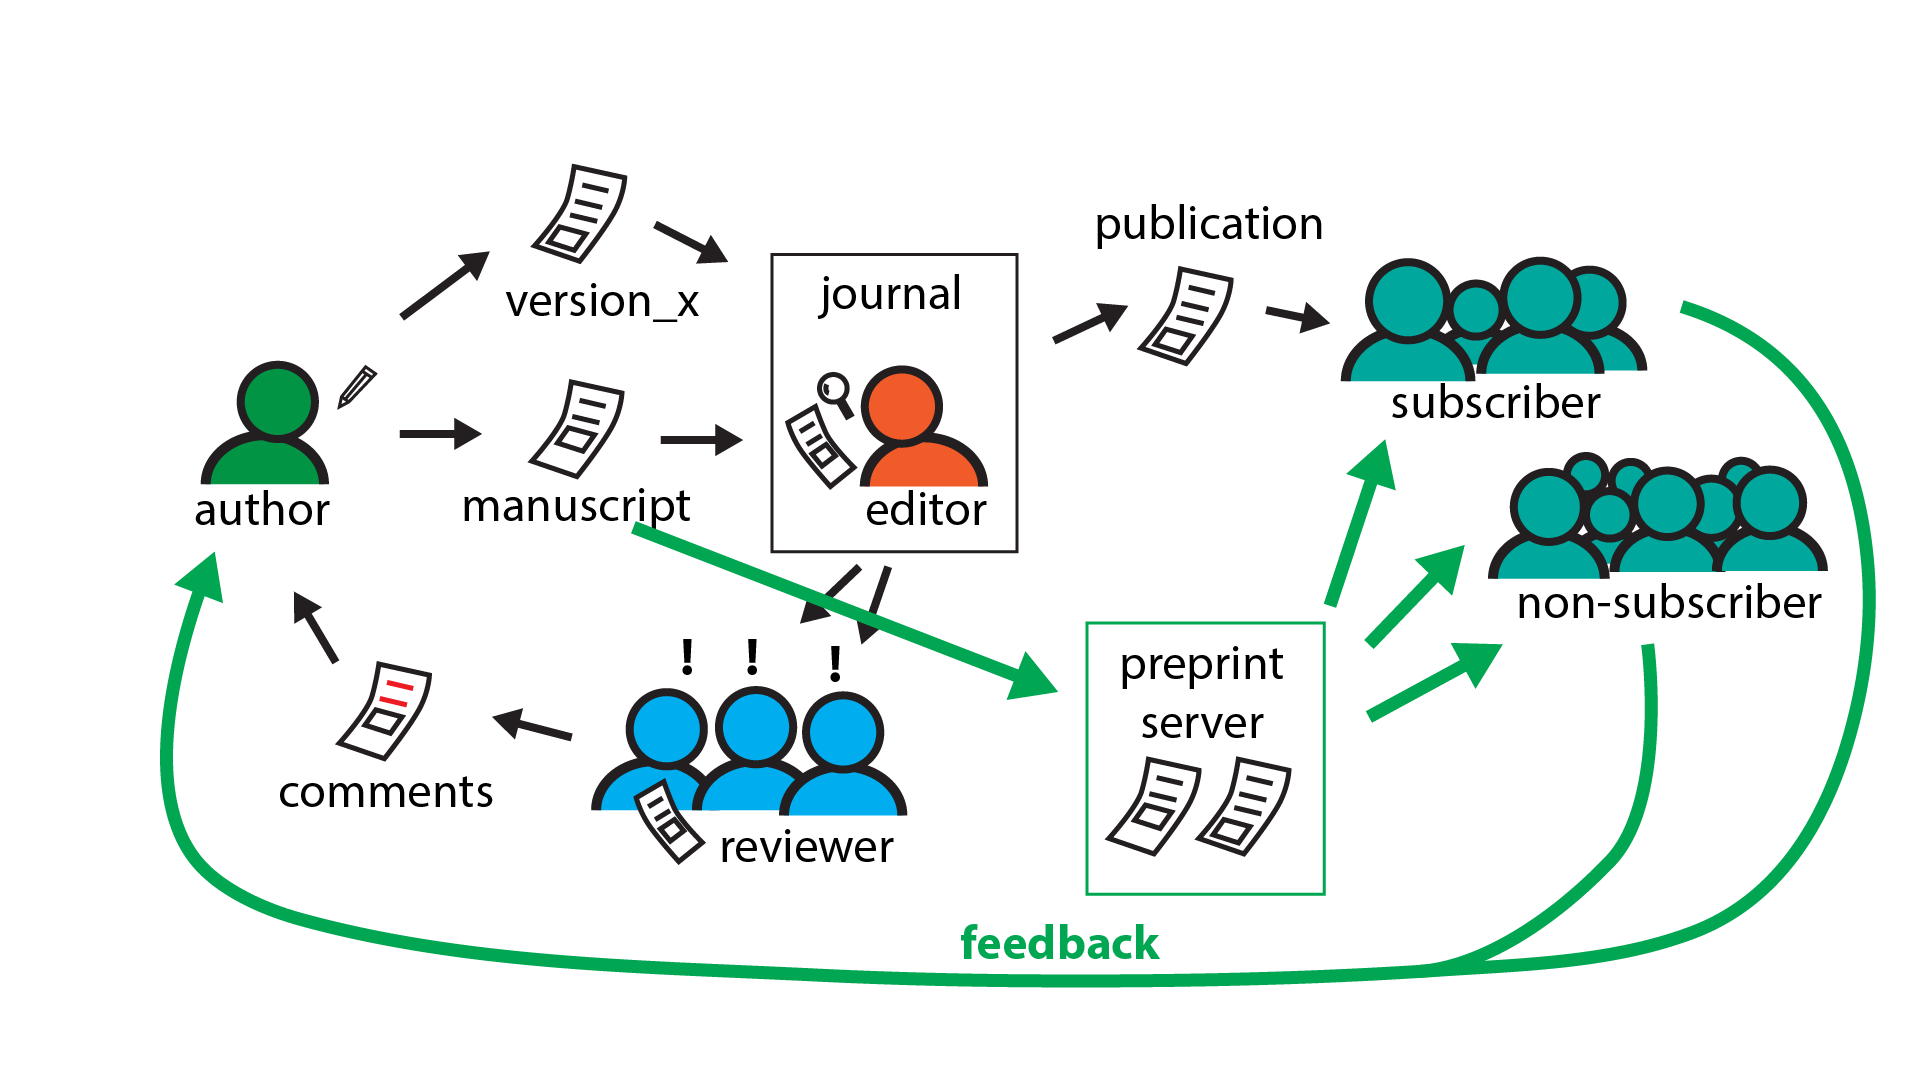 publication
version_x
journal
subscriber
author
manuscript
editor
non-subscriber
! ! !
preprint
server
comments
reviewer
feedback